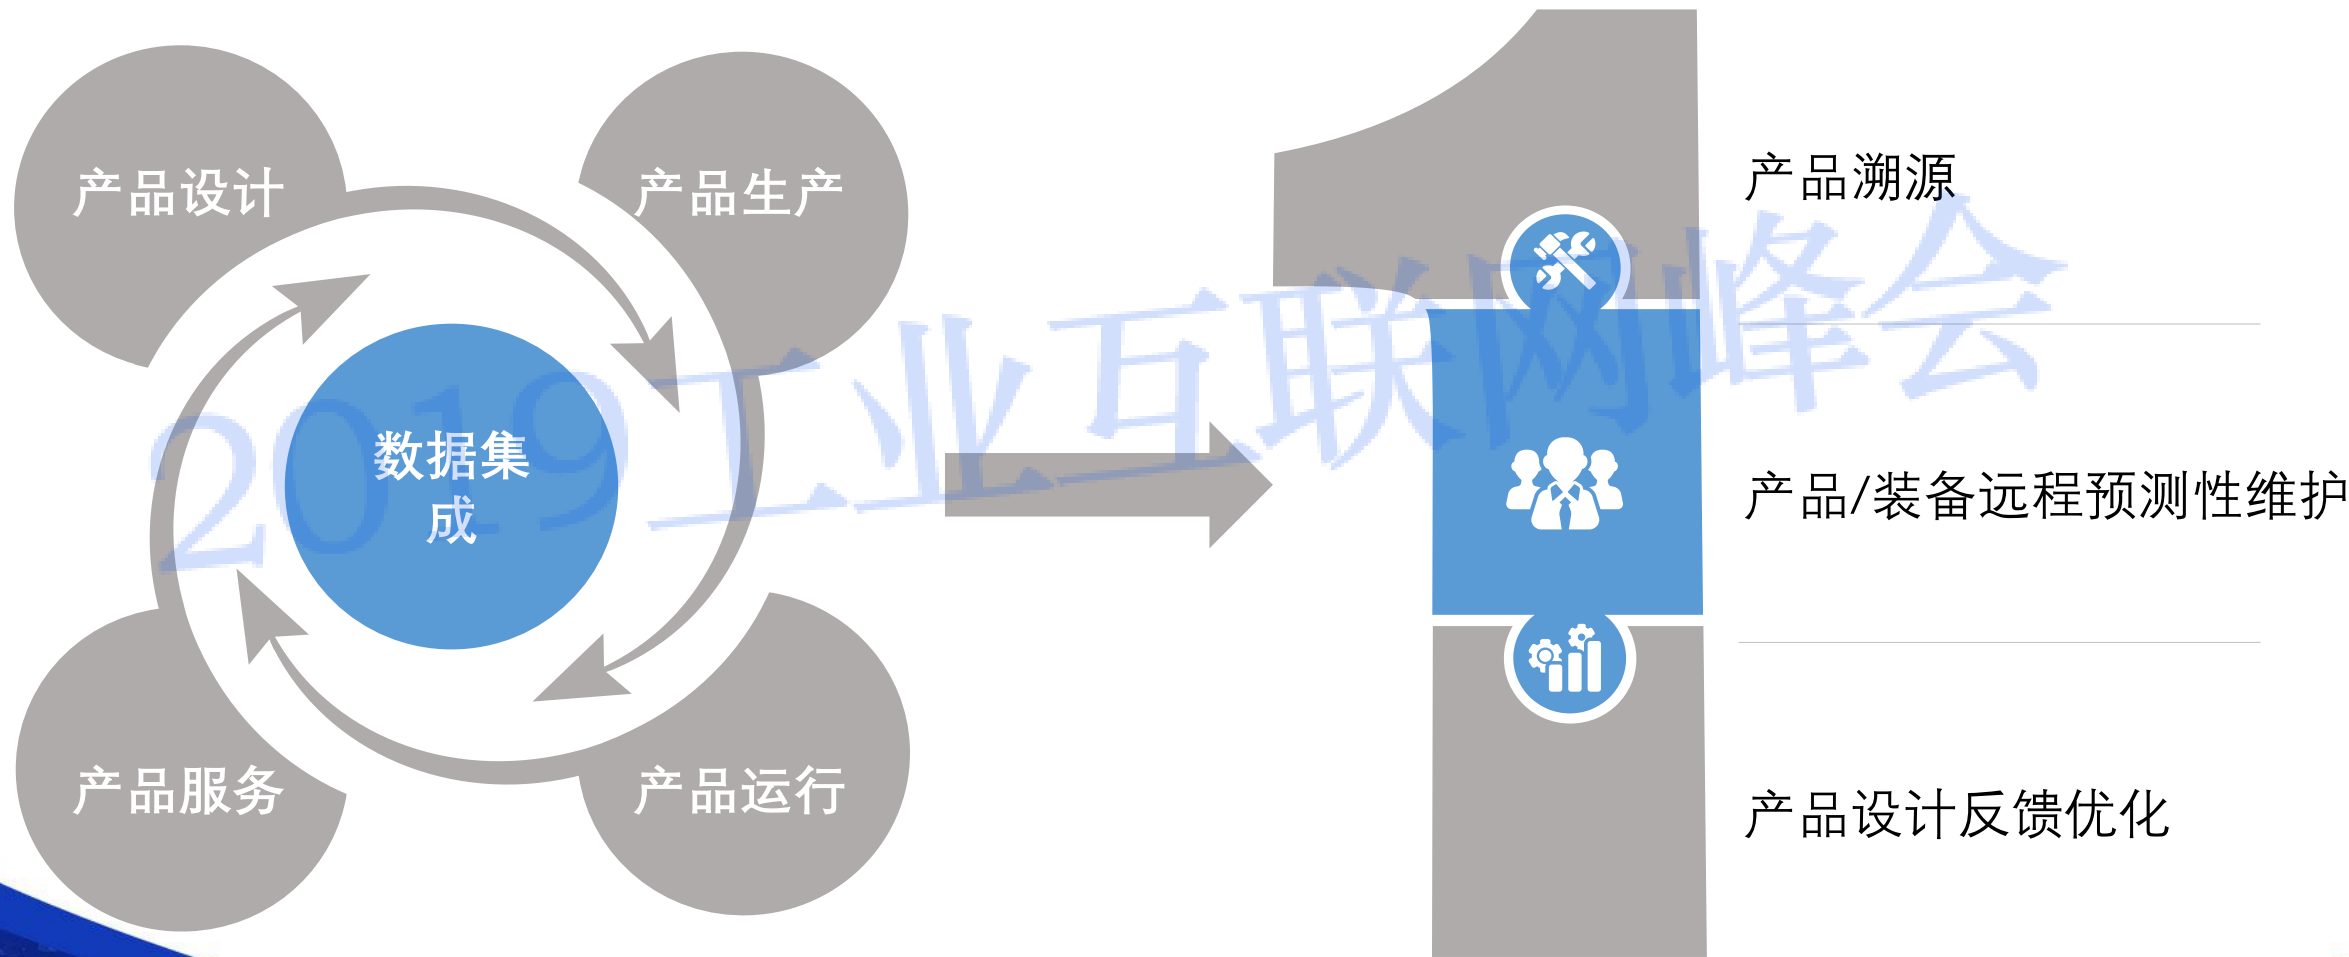 产品设计
产品生产
数据集
成
产品服务
产品运行
产品溯源
产品/装备远程预测性维护
产品设计反馈优化
2019工业互联网峰会